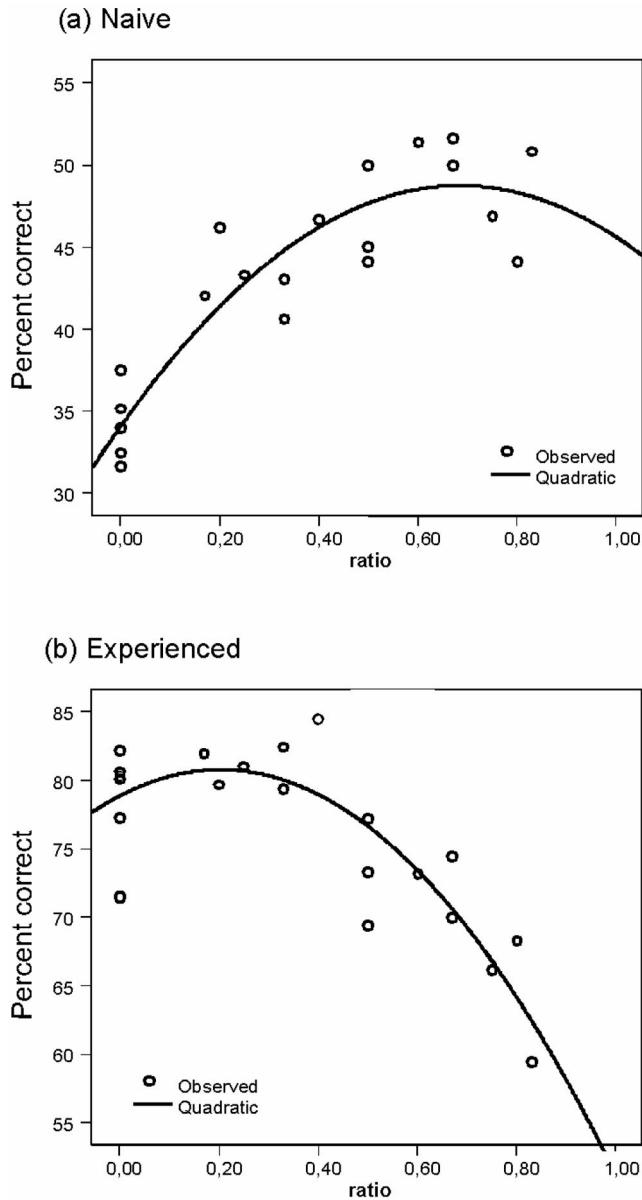 (a) Naive
55
50
45
40
35
30
Percent correct
Observed
Quadratic
0,00 0,20 0,40 0,60 0,80 1,00
ratio
(b) Experienced
85
80
75
70
65
60
55
Percent correct
Observed
Quadratic
0,00 0,20 0,40 0,60 0,80 1,00
ratio